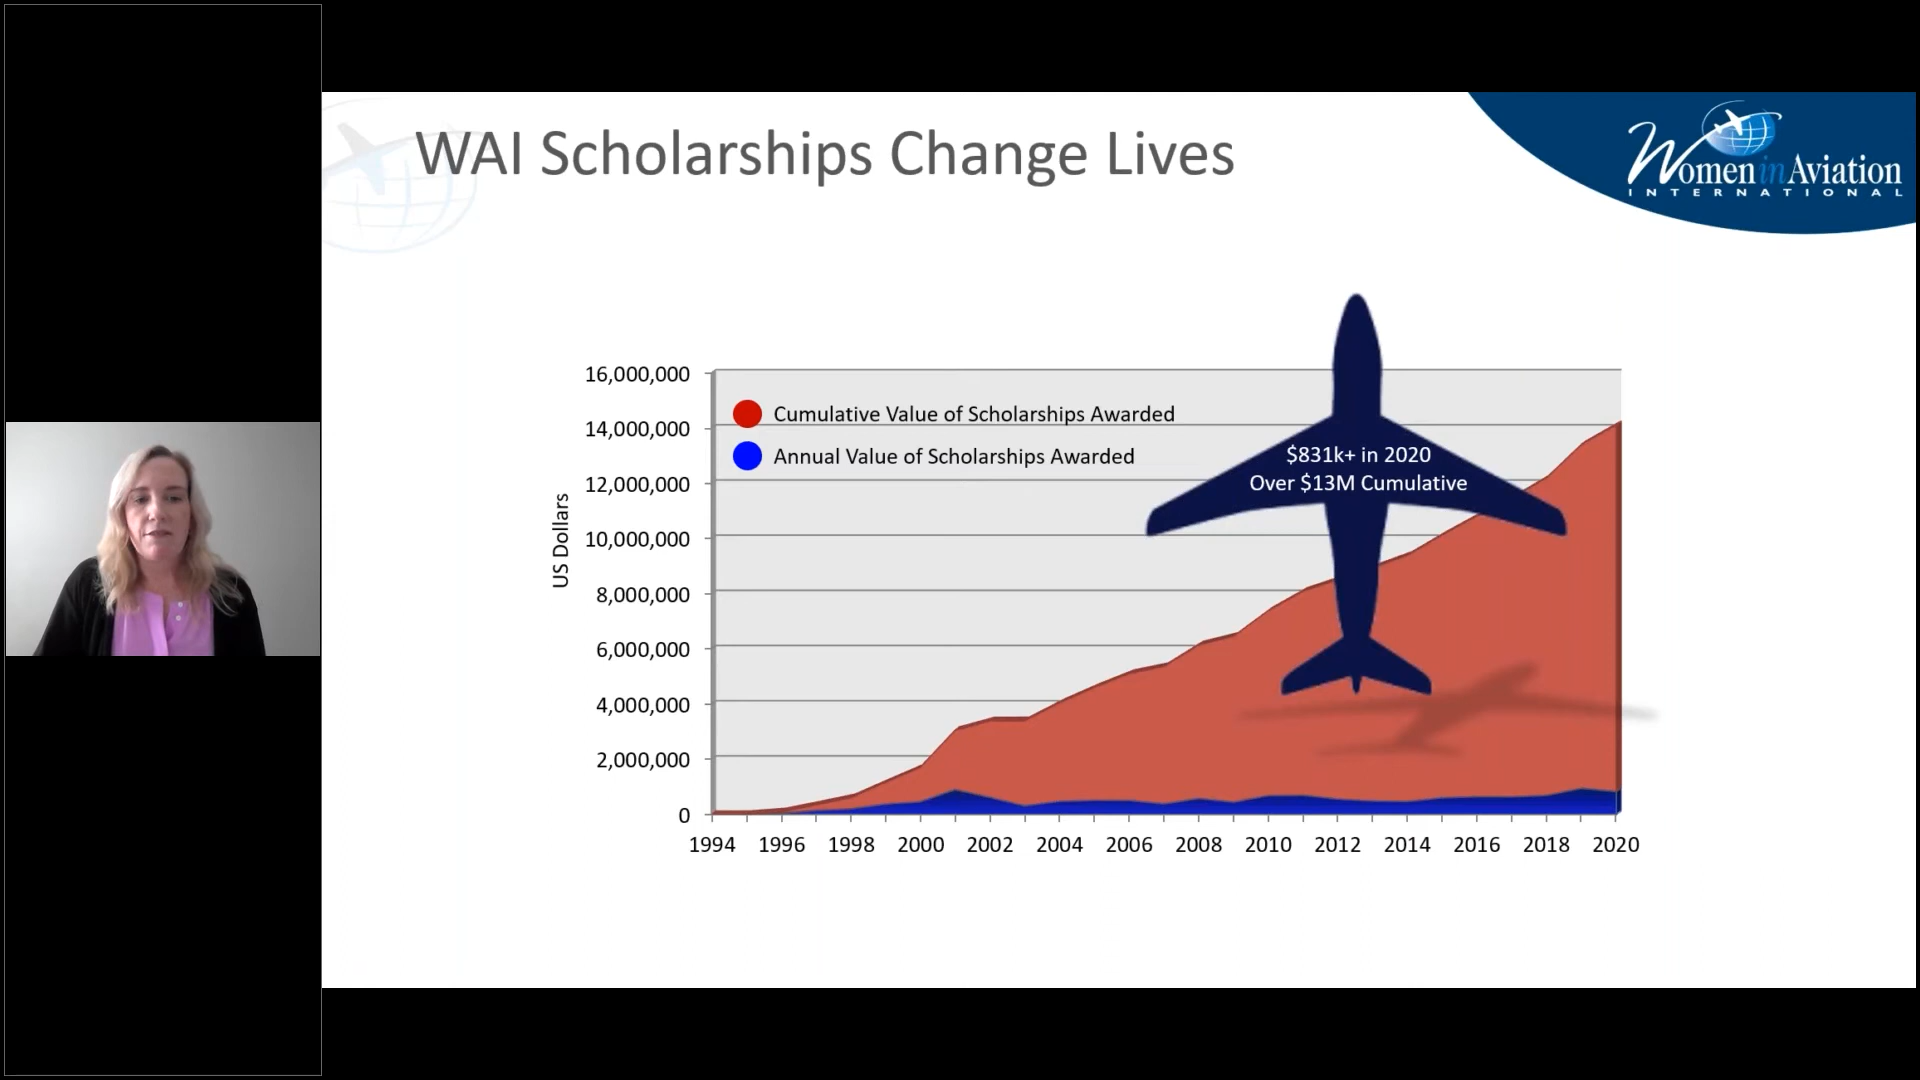 WAI Scholarships Change Lives
Women in Aviation
INTERNATIONAL
US Dollars
16,000,000
14,000,000
12,000,000
10,000,000
8,000,000
6,000,000
4,000,000
2,000,000
0
Cumulative Value of Scholarships Awarded
Annual Value of Scholarships Awarded
$831k+ in 2020
Over $13M Cumulative
1994 1996 1998 2000 2002 2004 2006 2008 2010 2012 2014 2016 2018 2020